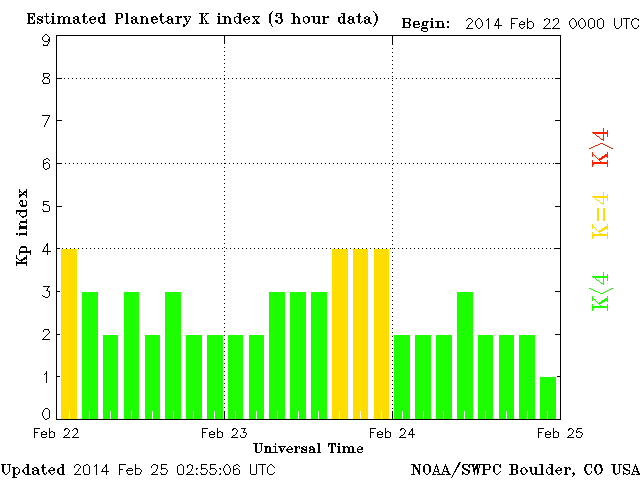 Estimated Planetary K index (3 hour data)
Begin: 2014 Feb 22 0000 UTC
9
8
7
6
5
4
3
2
1
0
Kp index
K>4
K=4
K<4
Feb 22
Feb 23
Feb 24
Feb 25
Universal Time
Updated 2014 Feb 25 02:55:06 UTC
NOAA/SWPC Boulder, CO USA